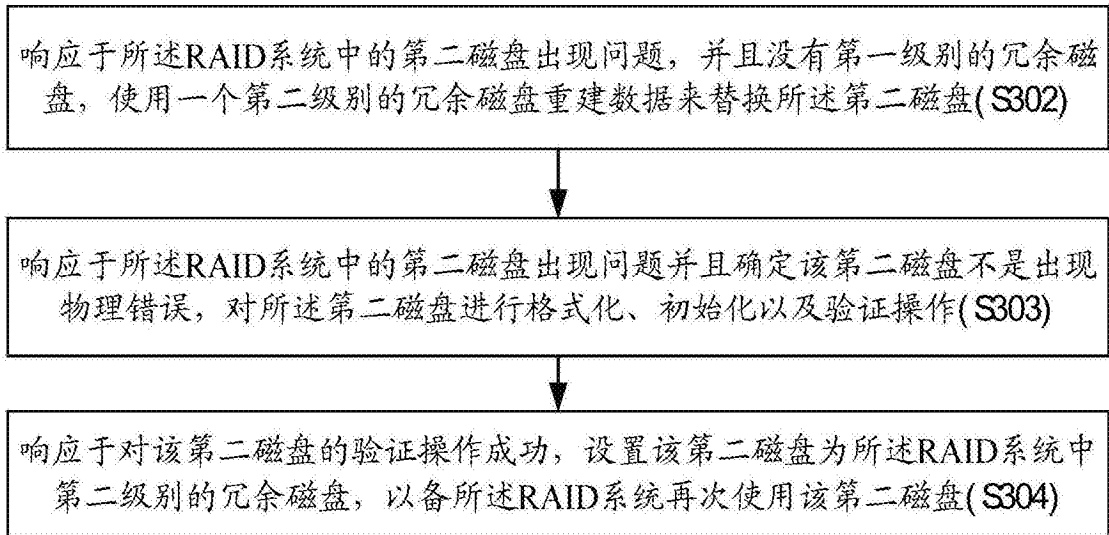 响应于所述RAID系统中的第二磁盘出现问题，并且没有第一级别的冗余磁
盘，使用一个第二级别的冗余磁盘重建数据来替换所述第二磁盘(S302)
响应于所述RAID系统中的第二磁盘出现问题并且确定该第二磁盘不是出现
物理错误，对所述第二磁盘进行格式化、初始化以及验证操作(S303)
响应于对该第二磁盘的验证操作成功，设置该第二磁盘为所述RAID系统中
第二级别的冗余磁盘，以备所述RAID系统再次使用该第二磁盘(S304)